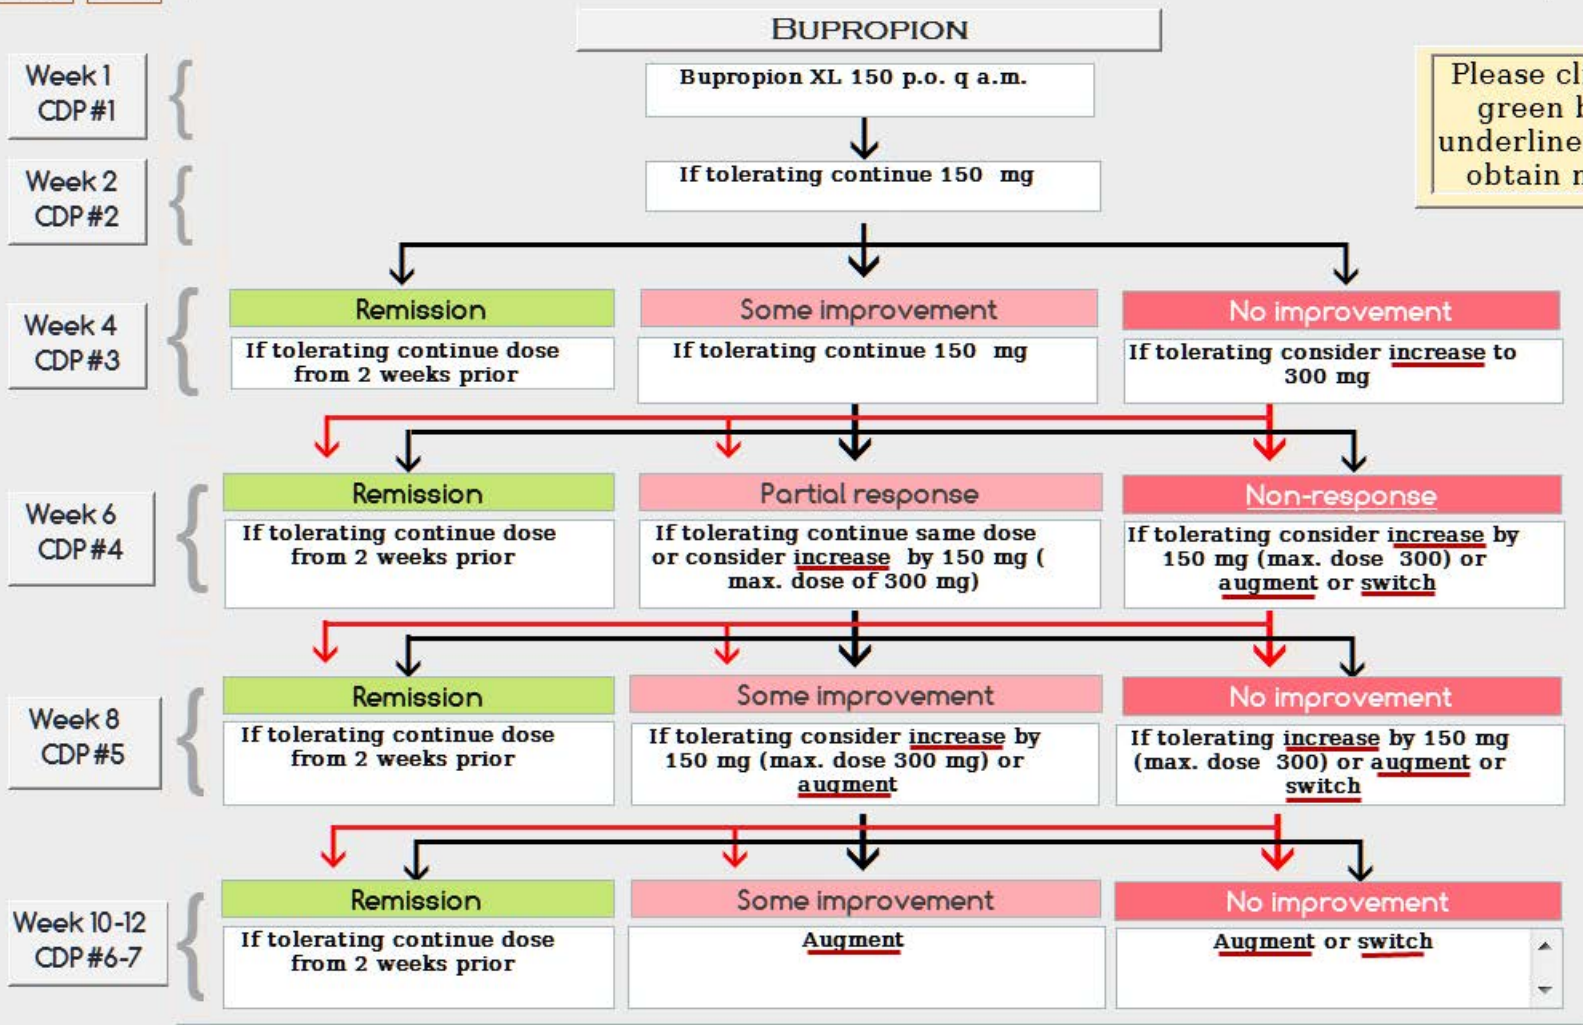 BUPROPION
Week 1
CDP #1
Bupropion XL 150 p.o. q a.m.
Please
green
underline
obtain
Week 2
CDP #2
If tolerating continue 150 mg
Week 4
CDP #3
Remission
If tolerating continue dose
from 2 weeks prior
Some improvement
If tolerating continue 150 mg
No improvement
If tolerating consider increase to
300 mg
Week 6
CDP #4
Remission
If tolerating continue dose
from 2 weeks prior
Partial response
If tolerating continue same dose
or consider increase by 150 mg (
max. dose of 300 mg)
Non-response
If tolerating consider increase by
150 mg (max. dose 300) or
augment or switch
Week 8
CDP #5
Remission
If tolerating continue dose
from 2 weeks prior
Some improvement
If tolerating consider increase by
150 mg (max. dose 300 mg) or
augment
No improvement
If tolerating increase by 150 mg
(max. dose 300) or augment or
switch
Week 10-12
CDP #6-7
Remission
If tolerating continue dose
from 2 weeks prior
Some improvement
Augment
No improvement
Augment or switch